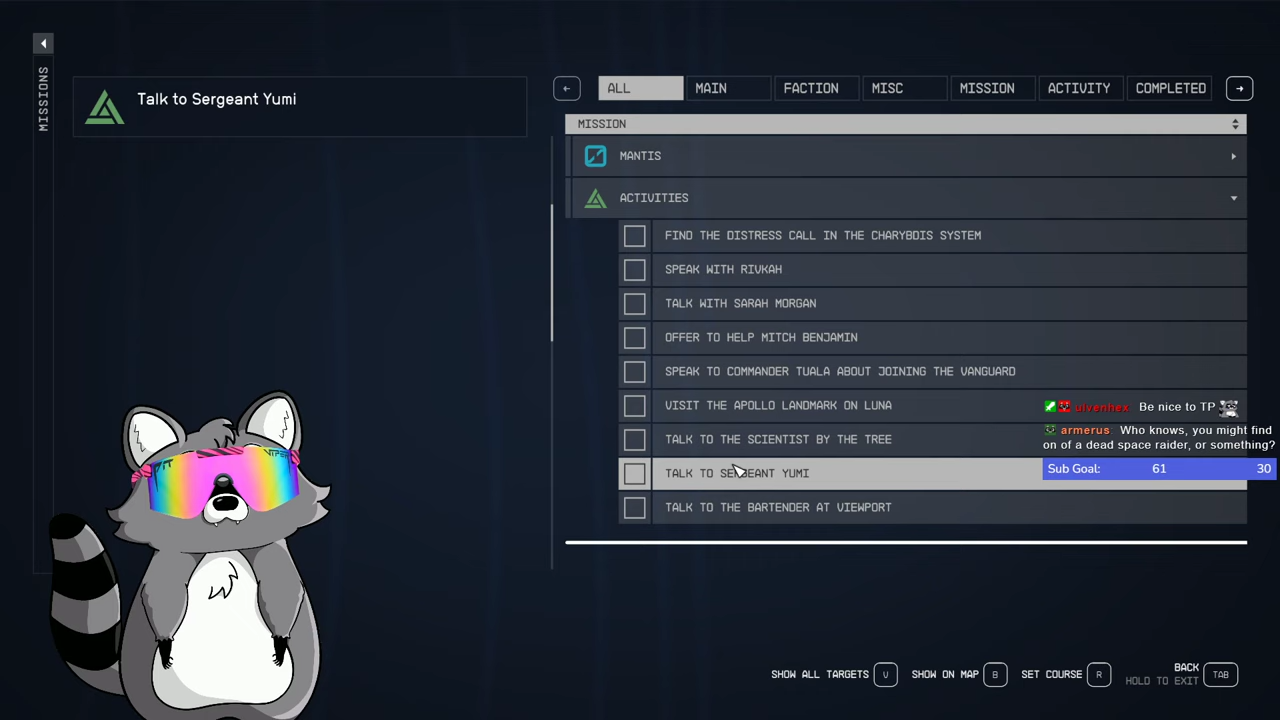 MISSIONS
Talk to Sergeant Yumi
ALL
MAIN
FACTION
MISC
MISSION
ACTIVITY
COMPLETED
MISSION
MANTIS
ACTIVITIES
FIND THE DISTRESS CALL IN THE CHARYBDIS SYSTEM
SPEAK WITH RIVKAH
TALK WITH SARAH MORGAN
OFFER TO HELP MITCH BENJAMIN
SPEAK TO COMMANDER TUALA ABOUT JOINING THE VANGUARD
VISIT THE APOLLO LANDMARK ON LUNA
TALK TO THE SCIENTIST BY THE TREE
TALK TO SERGEANT YUMI
TALK TO THE BARTENDER AT VIEWPORT
ulvenhex Be nice to TP
armerus Who knows, you might find
on of a dead space raider, or something?
Sub Goal: 61 30
PIT VIPER
SHOW ALL TARGETS V
SHOW ON MAP B
SET COURSE R
BACK
HOLD TO EXIT TAB